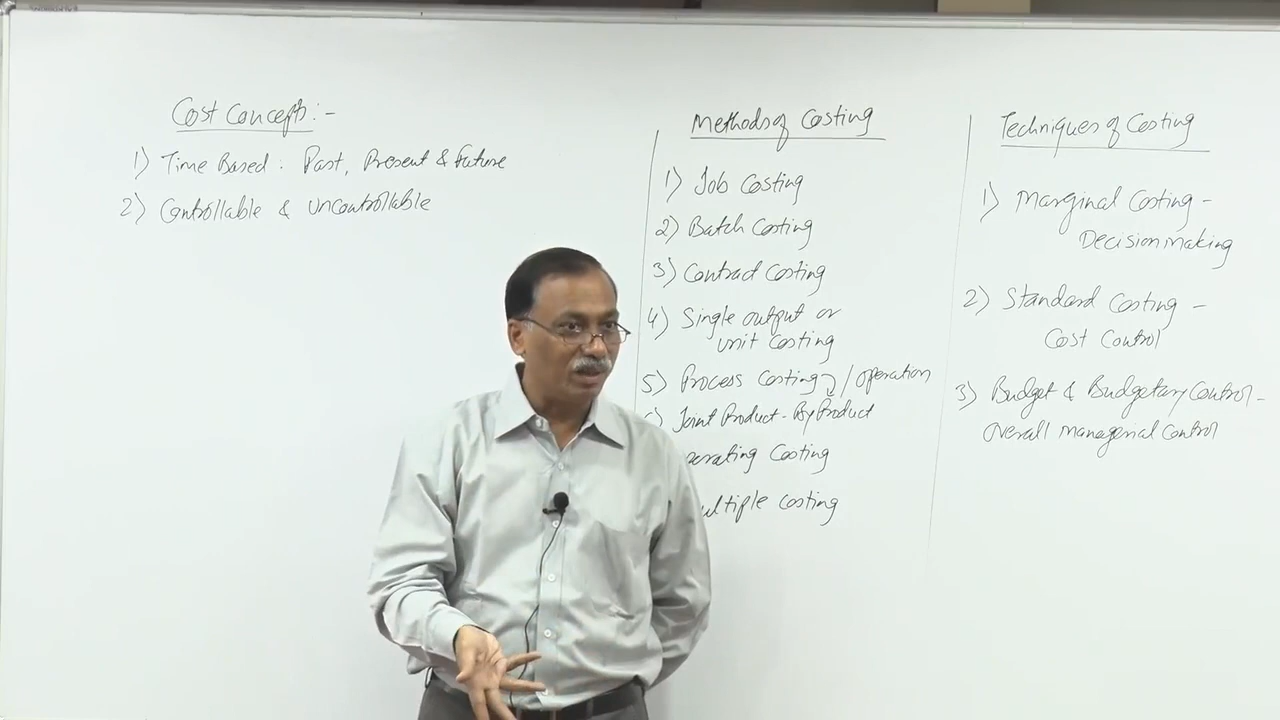 Cost Concepts :-
1) Time Based : Past, Present & Future
2) Controllable & Uncontrollable
Methods of Costing
1) Job Costing
2) Batch Costing
3) Contract Costing
4) Single output or
unit Costing
5) Process Costing / operation
Joint Product - By Product
Costing
Costing
Techniques of Costing
1) Marginal Costing -
Decision making
2) Standard Costing -
Cost Control
3) Budget & Budgetary Control -
Overall Managerial Control